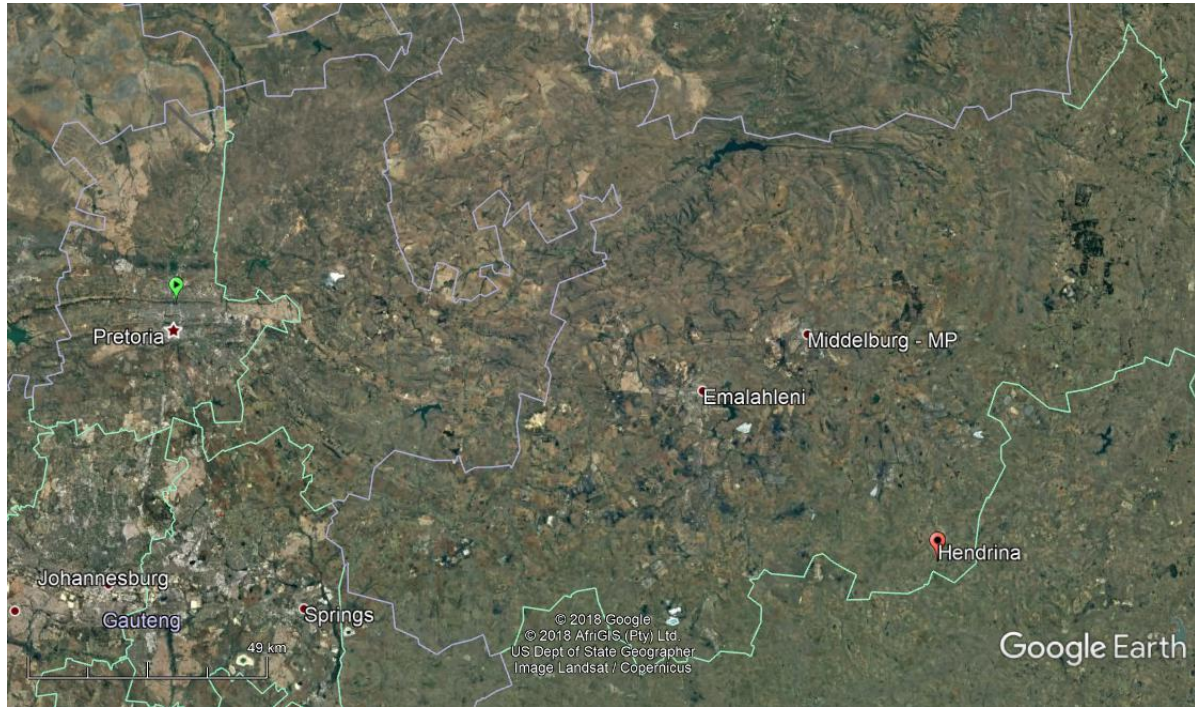 Pretoria
Middelburg - MP
Emalahleni
Hendrina
Johannesburg
Gauteng
Springs
49 km
© 2018 Google
© 2018 AfriGIS (Pty) Ltd.
US Dept of State Geographer
Image Landsat / Copernicus
Google Earth